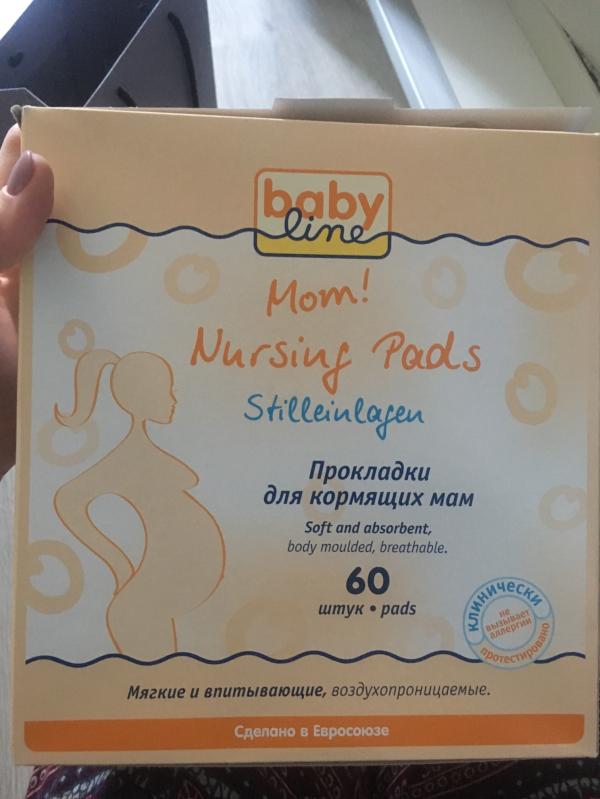 baby
line
Mom!
Nursing Pads
Stilleinlagen
Прокладки
для кормящих мам
Soft and absorbent,
body moulded, breathable.
60
штук • pads
клинически
не
вызывает
аллергии
протестировано
Мягкие и впитывающие, воздухопроницаемые.
Сделано в Евросоюзе